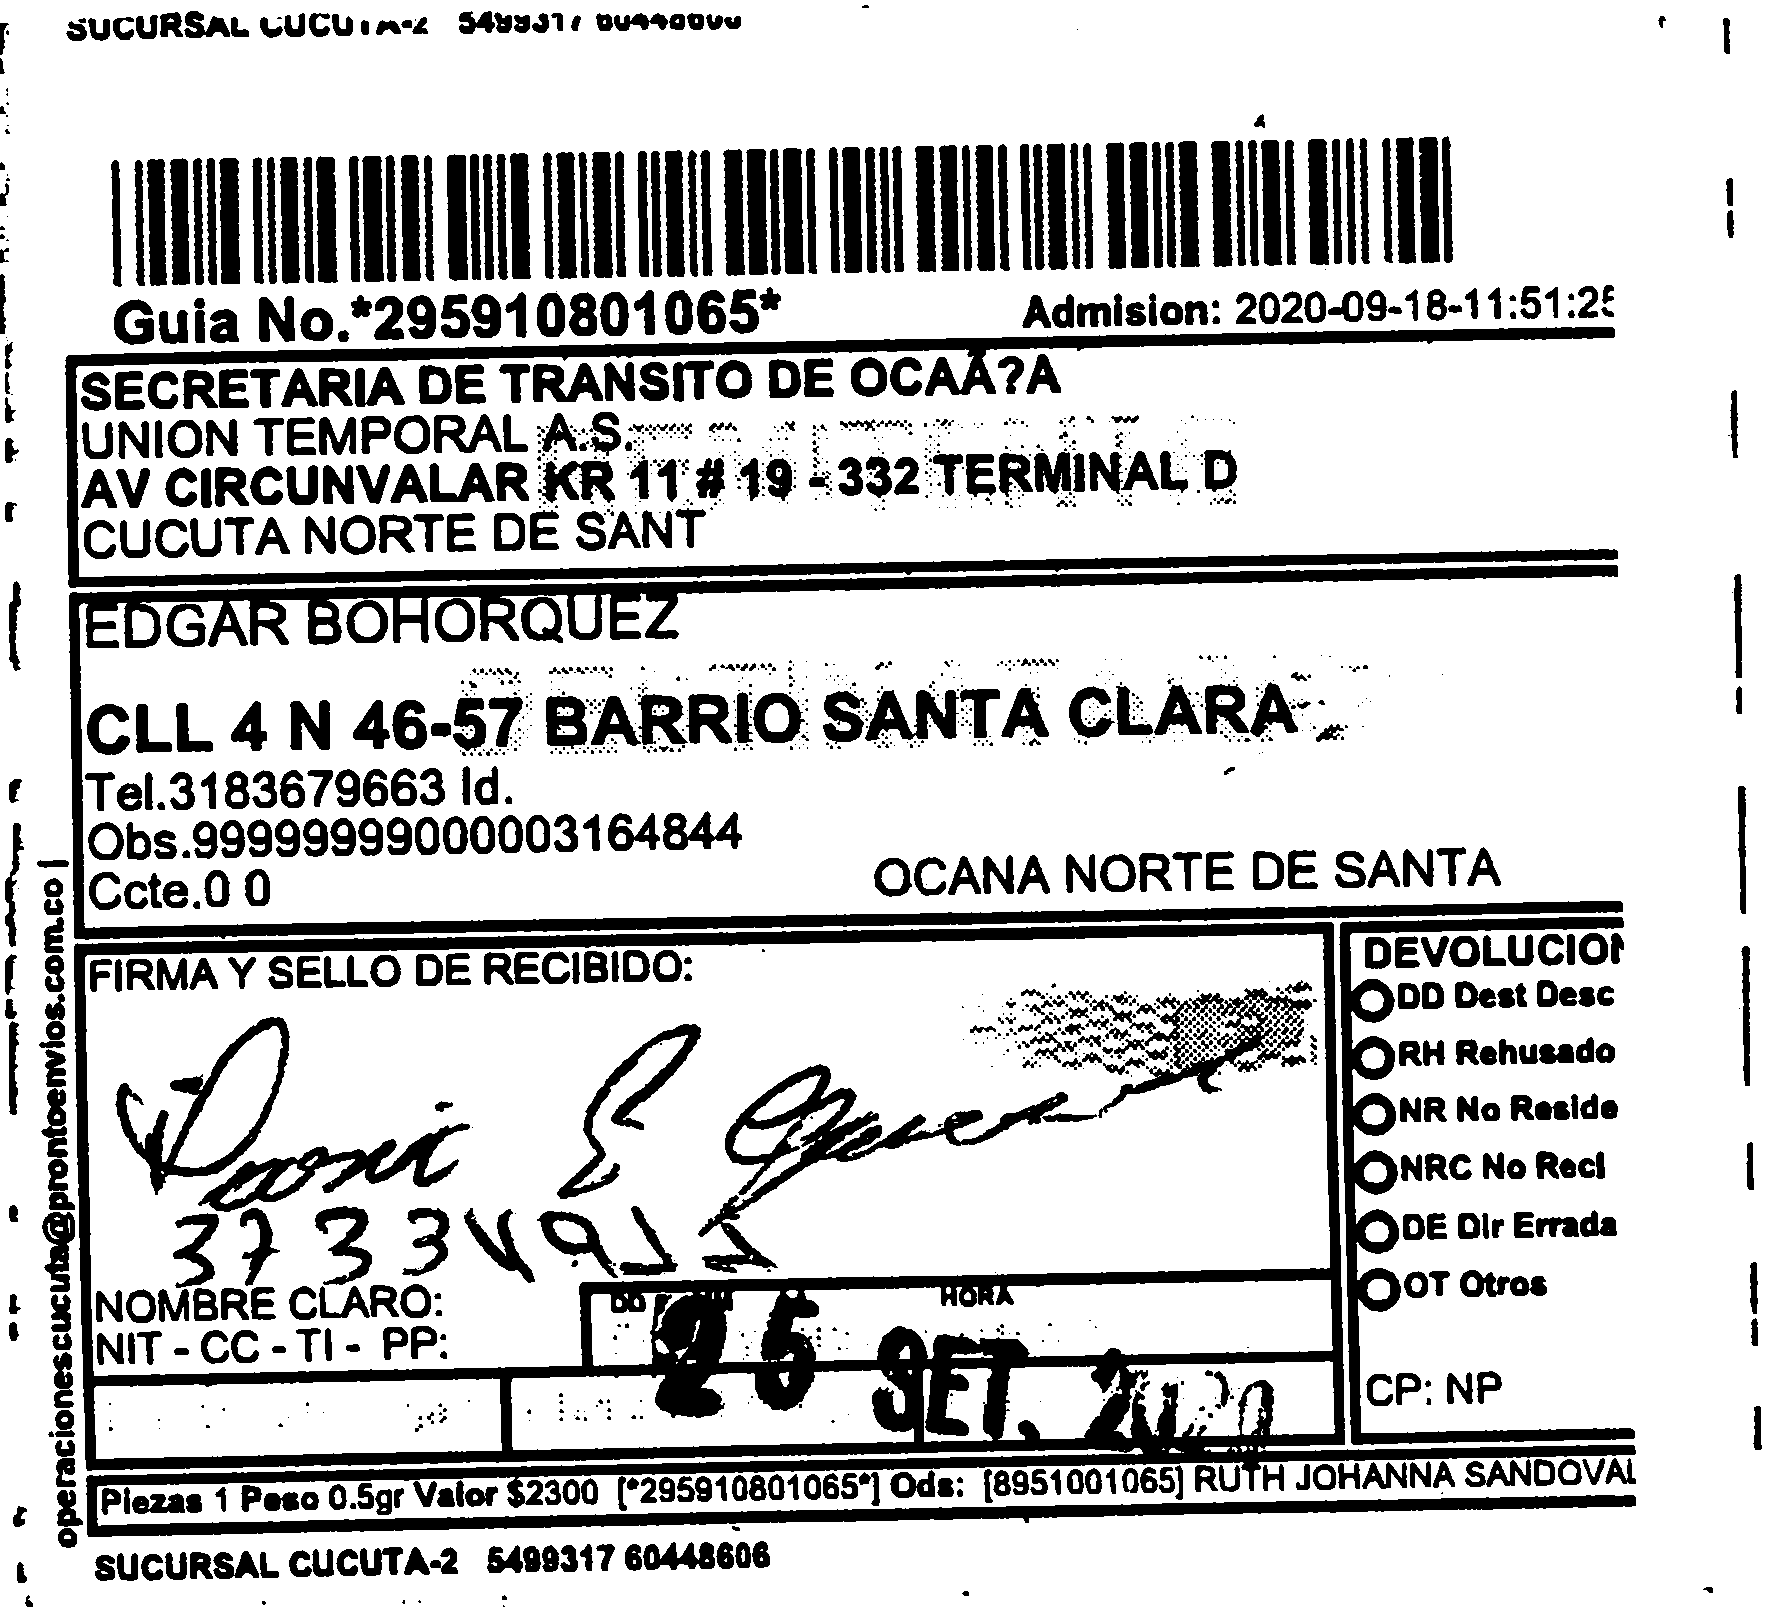 SUCURSAL CUCUTA-2 5499317
Guia No.*295910801065*
Admision: 2020-09-18-11:51:25
SECRETARIA DE TRANSITO DE OCAÃ?A
UNION TEMPORAL A.S.
AV CIRCUNVALAR KR 11 # 19 - 332 TERMINAL D
CUCUTA NORTE DE SANT
EDGAR BOHORQUEZ
CLL 4 N 46-57 BARRIO SANTA CLARA
Tel.3183679663 Id.
Obs.999999990000003164844
Ccte.0 0
OCANA NORTE DE SANTA
operacionescucuta@prontoenvios.com.co |
FIRMA Y SELLO DE RECIBIDO:
DEVOLUCION
DD Dest Desc
RH Rehusado
NR No Reside
NRC No Recl
DE Dir Errada
OT Otros
CP: NP
NOMBRE CLARO:
NIT - CC - TI - PP:
DD
HORA
25 SET. 2020
Piezas 1 Peso 0.5gr Valor $2300 [*295910801065*] Ods: [8951001065] RUTH JOHANNA SANDOVAL
SUCURSAL CUCUTA-2 5499317 60448606